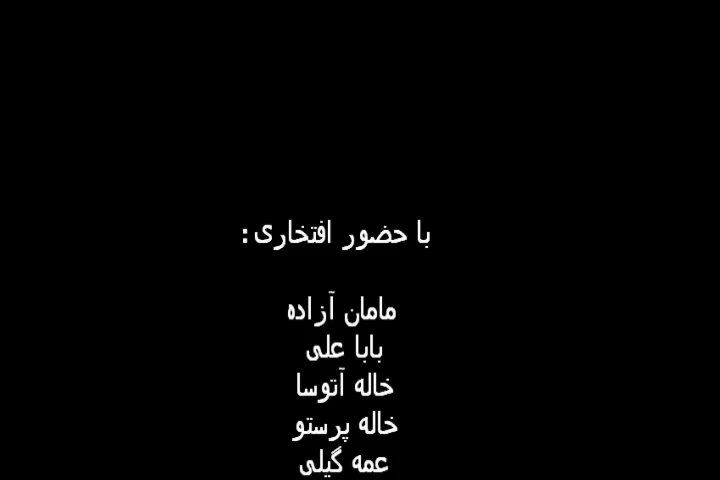 با حضور افتخاری :
مامان آزاده
بابا علی
خاله آتوسا
خاله پرستو
عمه گیلی